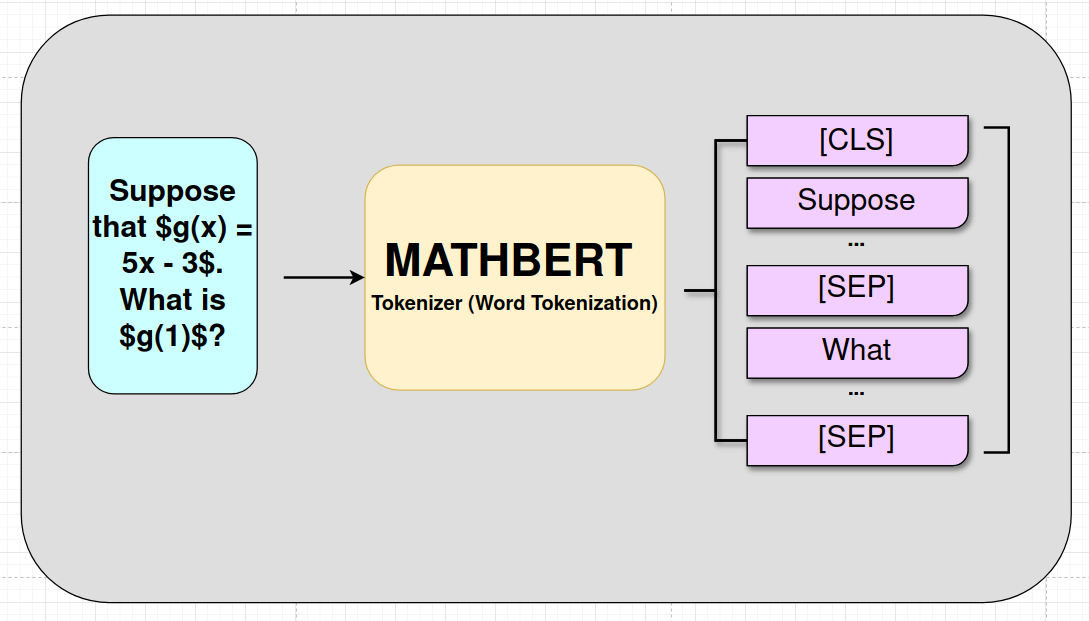 Suppose
that $g(x) =
5x - 3$.
What is
$g(1)$?
MATHBERT
Tokenizer (Word Tokenization)
[CLS]
Suppose
...
[SEP]
What
...
[SEP]